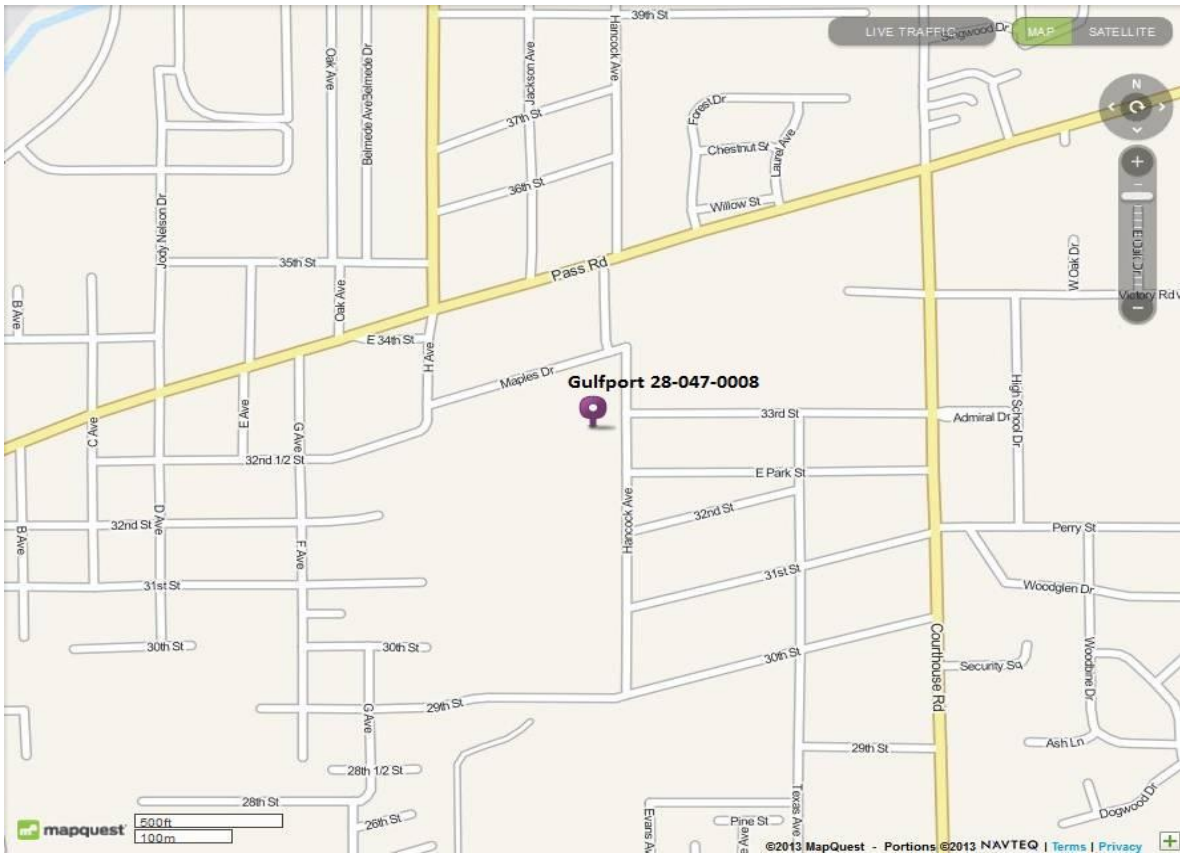 39th St
LIVE TRAFFIC
MAP
SATELLITE
Oak Ave
Belmede Ave
Belmede Dr
Jackson Ave
Hancock Ave
N
37th St
Forest Dr
Chestnut St
Laurel Ave
36th St
Willow St
Jody Nelson Dr
35th St
Pass Rd
W Oak Dr
E Oak Dr
B Ave
Oak Ave
Victory Rd
E 34th St
H Ave
Maples Dr
Gulfport 28-047-0008
High School Dr
33rd St
Admiral Dr
C Ave
E Ave
G Ave
32nd 1/2 St
E Park St
32nd St
32nd St
D Ave
B Ave
F Ave
Hancock Ave
Perry St
31st St
31st St
Woodglen Dr
30th St
30th St
30th St
Courthouse Rd
Security Sq
Woodbine Dr
29th St
G Ave
29th St
Ash Ln
28th 1/2 St
28th St
26th St
Texas Ave
Dogwood Dr
Evans Av
Pine St
mapquest
500ft
100m
©2013 MapQuest - Portions ©2013 NAVTEQ | Terms | Privacy